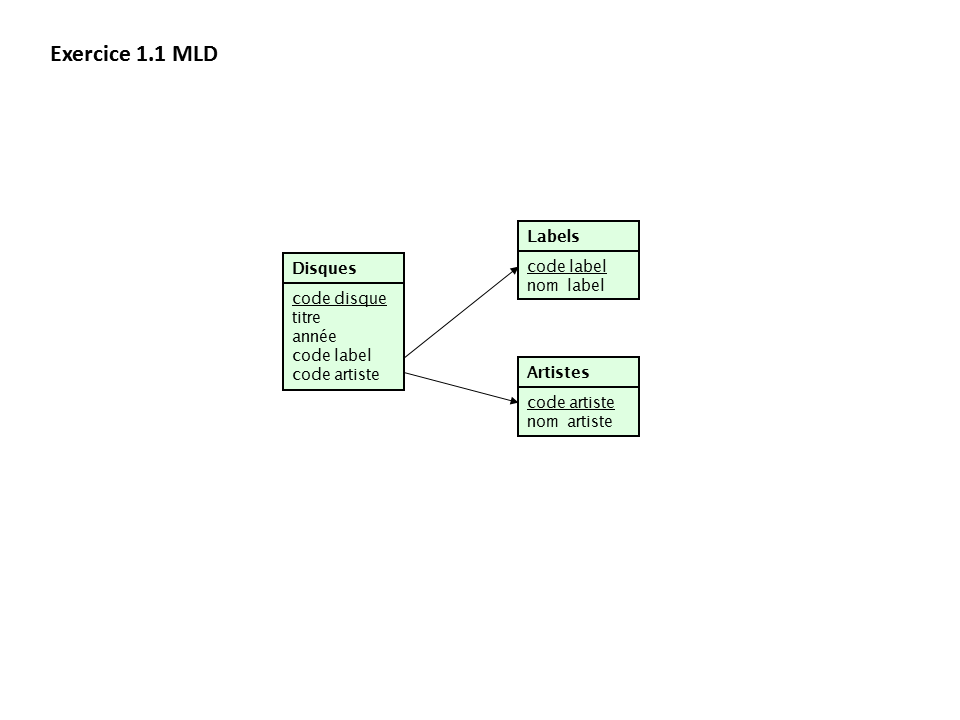 Exercice 1.1 MLD
Disques
code disque
titre
année
code label
code artiste
Labels
code label
nom label
Artistes
code artiste
nom artiste